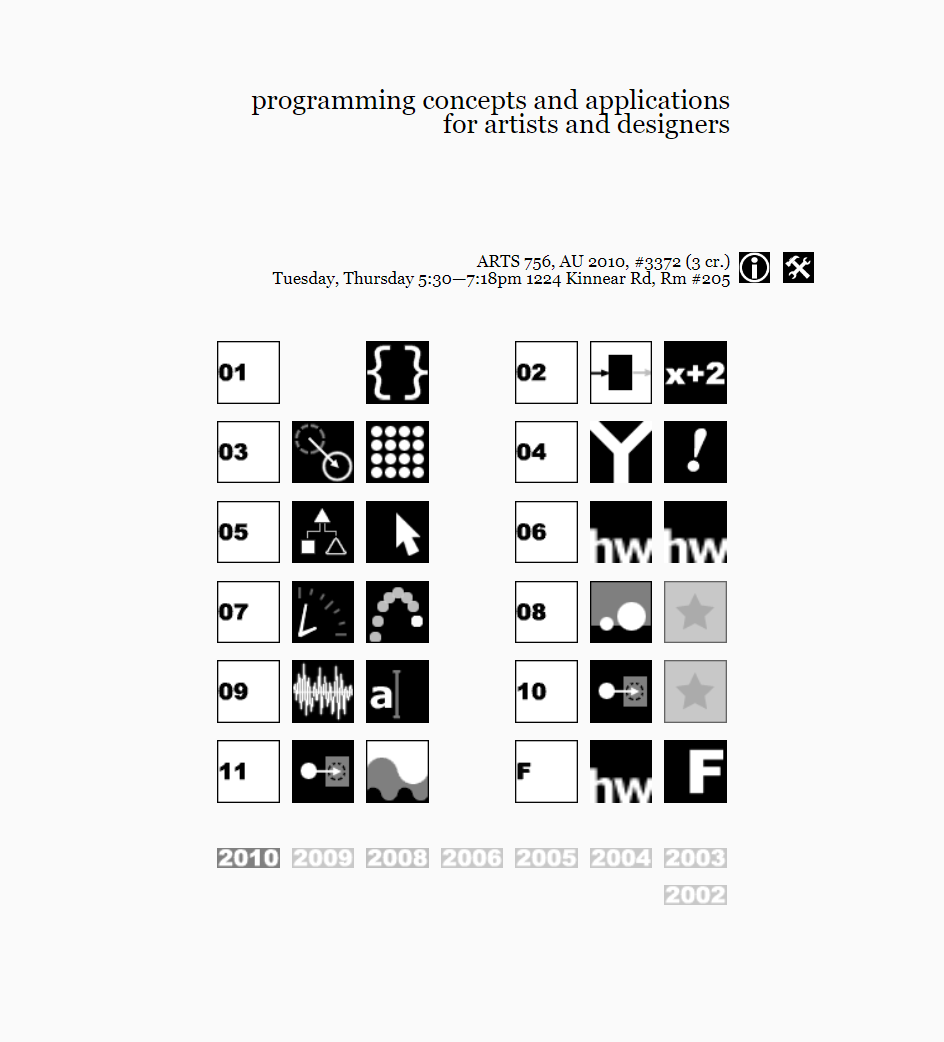 programming concepts and applications
for artists and designers
ARTS 756, AU 2010, #3372 (3 cr.)
Tuesday, Thursday 5:30—7:18pm 1224 Kinnear Rd, Rm #205
01 { } 02 x+2
03 04 Y !
05 06 hw hw
07 08
09 a 10
11 F hw F
2010 2009 2008 2006 2005 2004 2003
2002